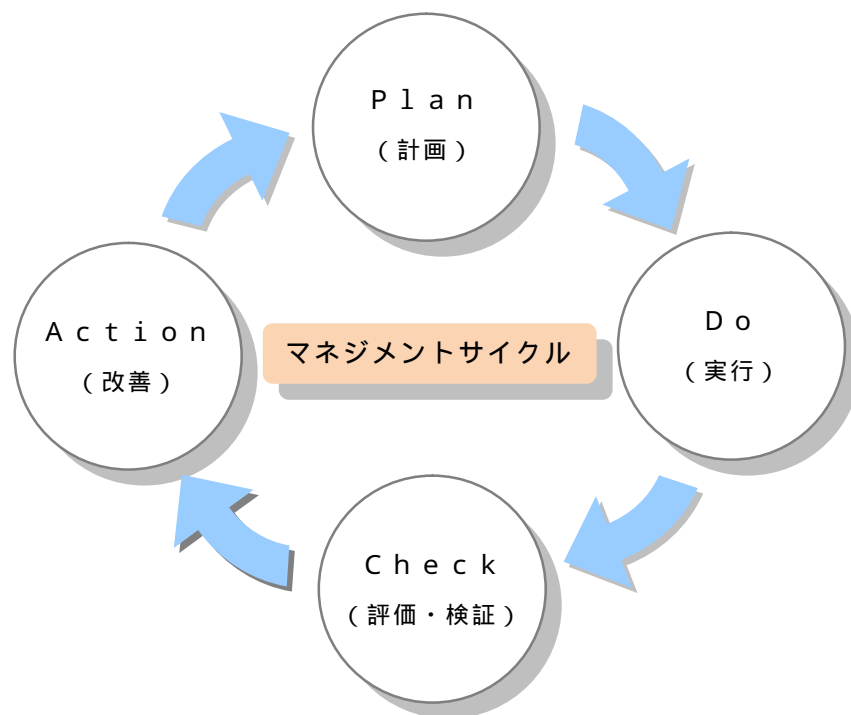 Plan
（計画）
Do
（実行）
マネジメントサイクル
Action
（改善）
Check
（評価・検証）